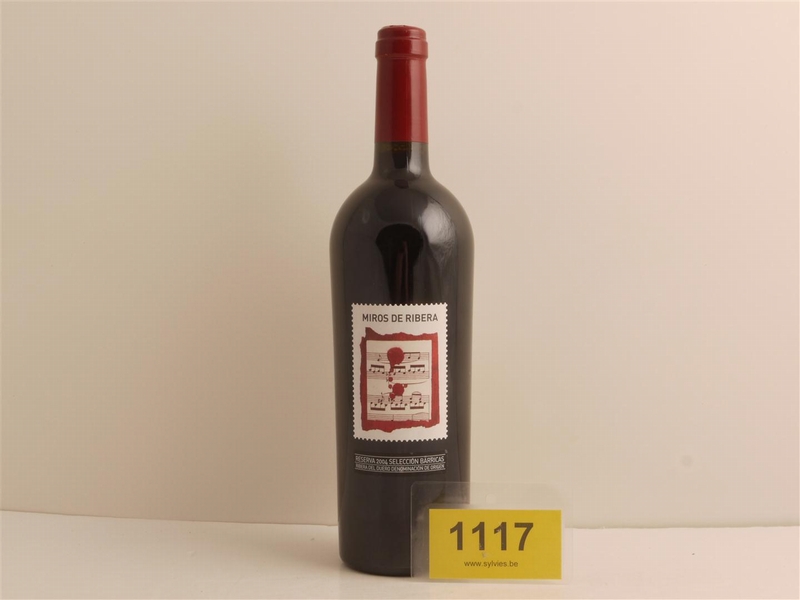 MIROS DE RIBERA
RESERVA 2004 SELECCIÓN BARRICAS
RIBERA DEL DUERO DENOMINACIÓN DE ORIGEN
1117
www.sylvies.be